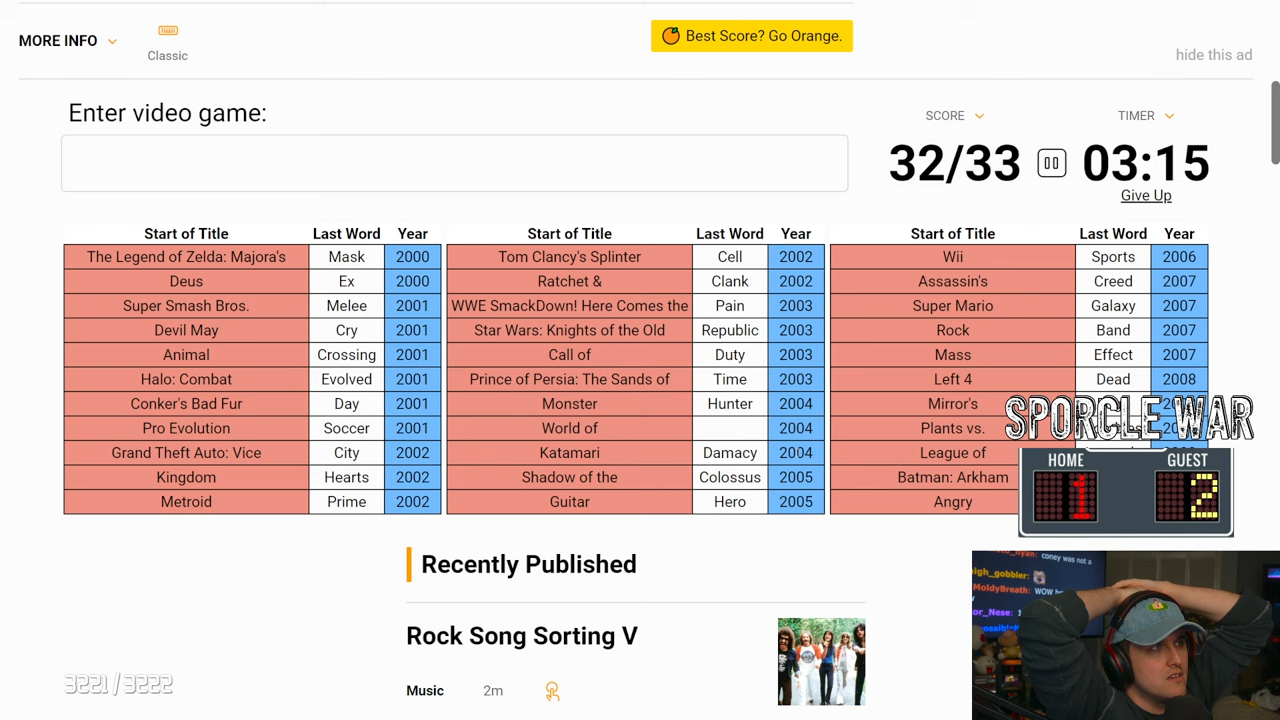 MORE INFO
Classic
Best Score? Go Orange.
hide this ad
Enter video game:
SCORE
TIMER
32/33
03:15
Give Up
Start of Title Last Word Year Start of Title Last Word Year Start of Title Last Word Year
The Legend of Zelda: Majora's Mask 2000 Tom Clancy's Splinter Cell 2002 Wii Sports 2006
Deus Ex 2000 Ratchet & Clank 2002 Assassin's Creed 2007
Super Smash Bros. Melee 2001 WWE SmackDown! Here Comes the Pain 2003 Super Mario Galaxy 2007
Devil May Cry 2001 Star Wars: Knights of the Old Republic 2003 Rock Band 2007
Animal Crossing 2001 Call of Duty 2003 Mass Effect 2007
Halo: Combat Evolved 2001 Prince of Persia: The Sands of Time 2003 Left 4 Dead 2008
Conker's Bad Fur Day 2001 Monster Hunter 2004 Mirror's
Pro Evolution Soccer 2001 World of 2004 Plants vs.
Grand Theft Auto: Vice City 2002 Katamari Damacy 2004 League of
Kingdom Hearts 2002 Shadow of the Colossus 2005 Batman: Arkham
Metroid Prime 2002 Guitar Hero 2005 Angry
SPORCLE WAR
HOME GUEST
1 2
Recently Published
Rock Song Sorting V
Music 2m
3221/3222
coney was not a
igh_gobbler:
MoldyBreath: WOW
or_Nese: